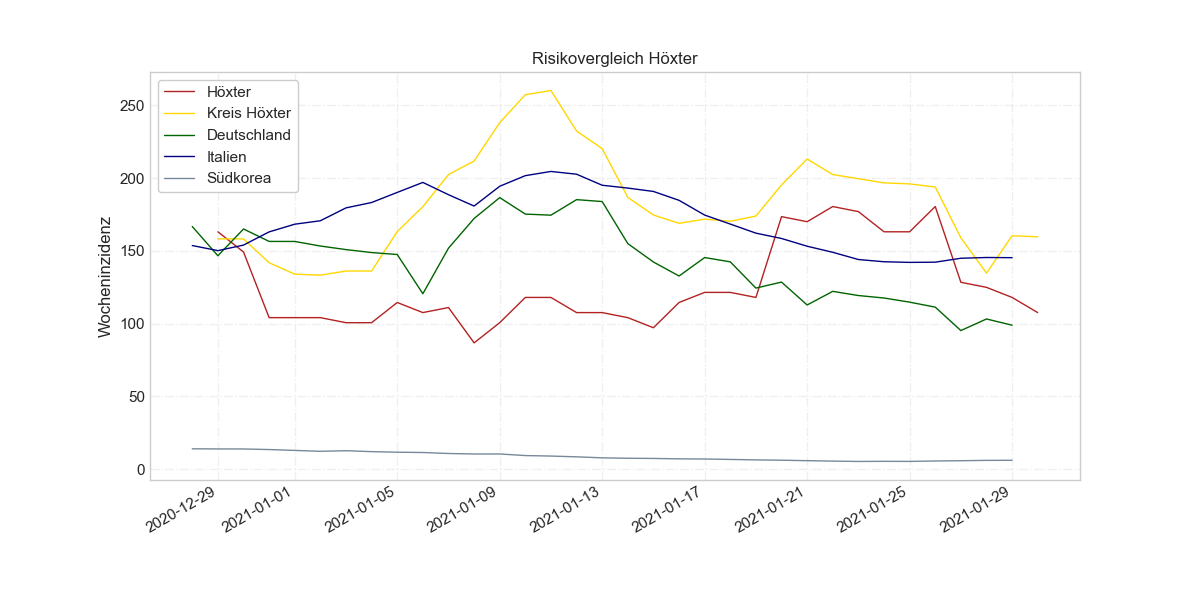 Risikovergleich Höxter
Höxter
Kreis Höxter
Deutschland
Italien
Südkorea
Wocheninzidenz
250
200
150
100
50
0
2020-12-29
2021-01-01
2021-01-05
2021-01-09
2021-01-13
2021-01-17
2021-01-21
2021-01-25
2021-01-29